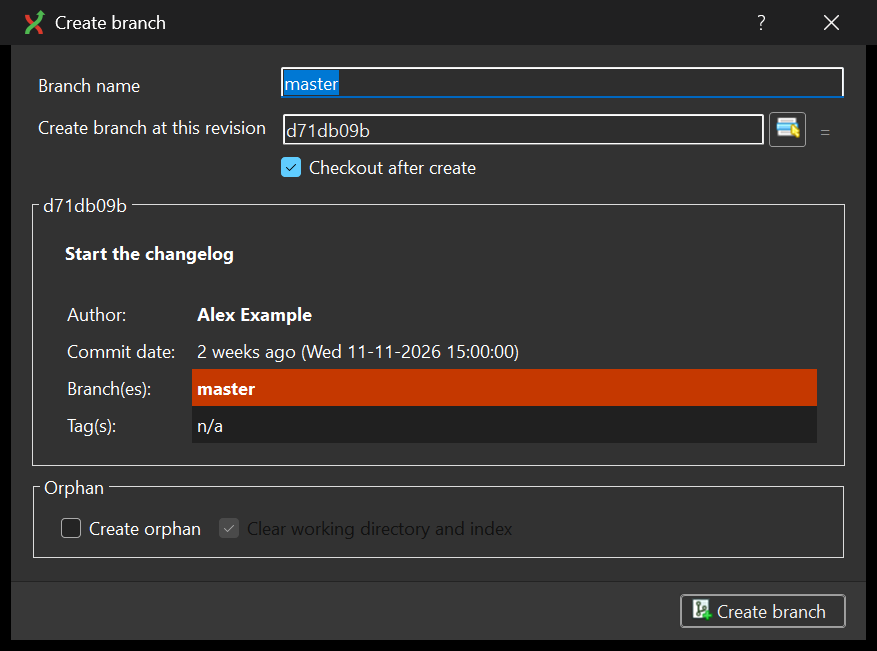 Create branch ?
Branch name master
Create branch at this revision d71db09b =
Checkout after create
d71db09b
Start the changelog
Author: Alex Example
Commit date: 2 weeks ago (Wed 11-11-2026 15:00:00)
Branch(es): master
Tag(s): n/a
Orphan
Create orphan Clear working directory and index
Create branch